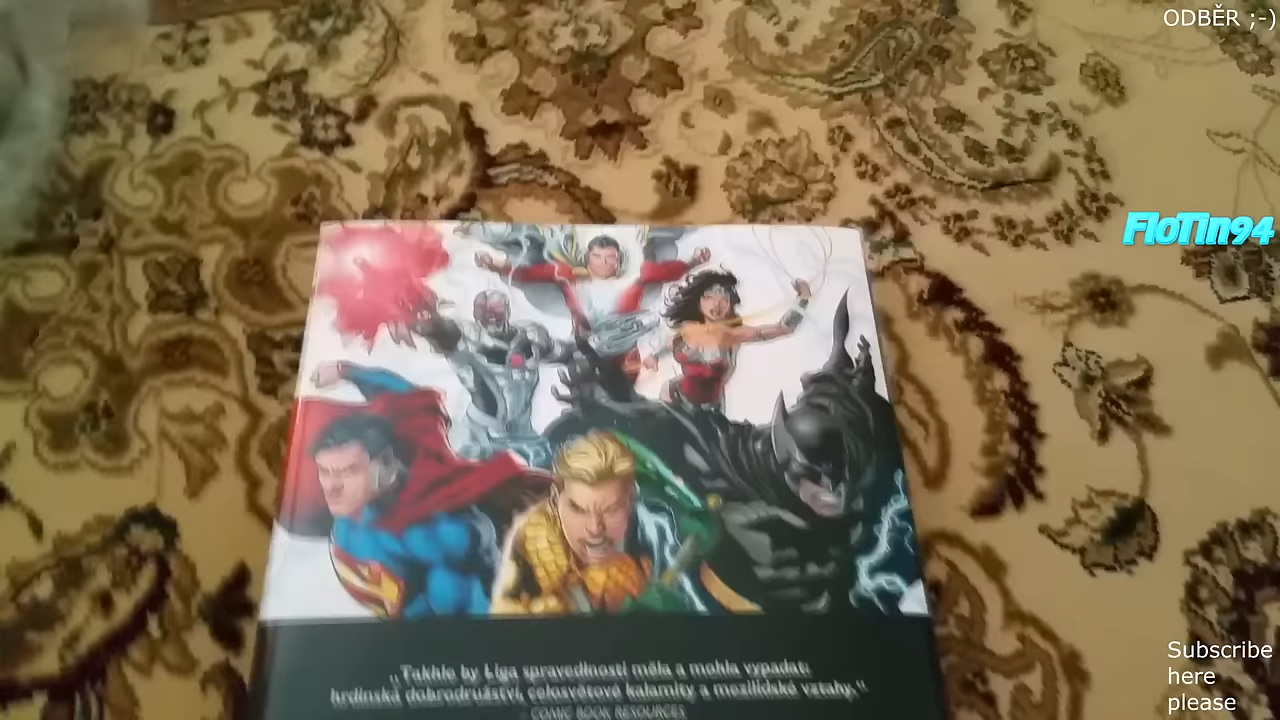 ODBĚR ;-)
FloTin94
„Takhle by Liga spravedlnosti měla a mohla vypadat:
hrdinská dobrodružství, celosvětové kalamity a mezilidské vztahy.“
- COMIC BOOK RESOURCES
Subscribe
here
please